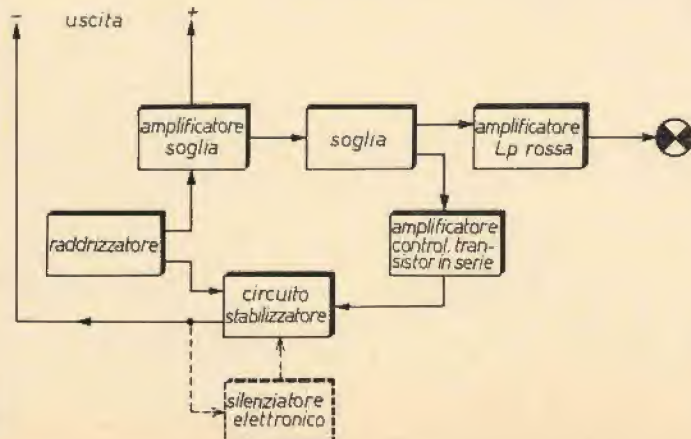 − uscita +
amplificatore
soglia
soglia
amplificatore
Lp rossa
raddrizzatore
amplificatore
control. tran-
sistor in serie
circuito
stabilizzatore
silenziatore
elettronico